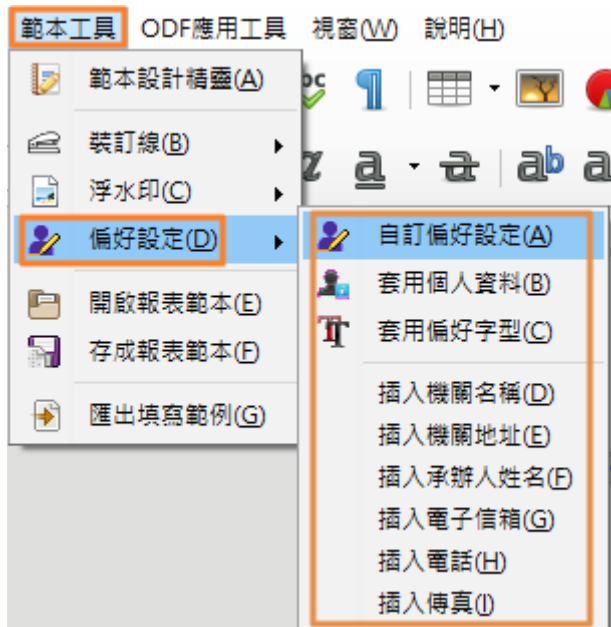 範本工具 ODF應用工具 視窗(W) 說明(H)
範本設計精靈(A)
裝訂線(B)
浮水印(C)
偏好設定(D)
開啟報表範本(E)
存成報表範本(F)
匯出填寫範例(G)
自訂偏好設定(A)
套用個人資料(B)
套用偏好字型(C)
插入機關名稱(D)
插入機關地址(E)
插入承辦人姓名(F)
插入電子信箱(G)
插入電話(H)
插入傳真(I)